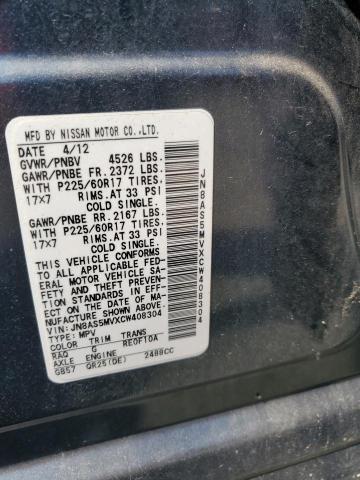 MFD BY NISSAN MOTOR CO.,LTD.
DATE 4/12
GVWR/PNBV 4526 LBS.
GAWR/PNBE FR. 2372 LBS.
WITH P225/60R17 TIRES.
17X7 RIMS.AT 33 PSI
COLD SINGLE.
GAWR/PNBE RR. 2167 LBS.
WITH P225/60R17 TIRES.
17X7 RIMS.AT 33 PSI
COLD SINGLE.
THIS VEHICLE CONFORMS
TO ALL APPLICABLE FED-
ERAL MOTOR VEHICLE SA-
FETY AND THEFT PREVEN-
TION STANDARDS IN EFF-
ECT ON THE DATE OF MA-
NUFACTURE SHOWN ABOVE.
VIN: JN8AS5MVXCW408304
TYPE: MPV
COLOR TRIM TRANS
RAQ G RE0F10A
AXLE ENGINE
GB57 QR25(DE) 2488CC
JN8AS5MVXCW408304